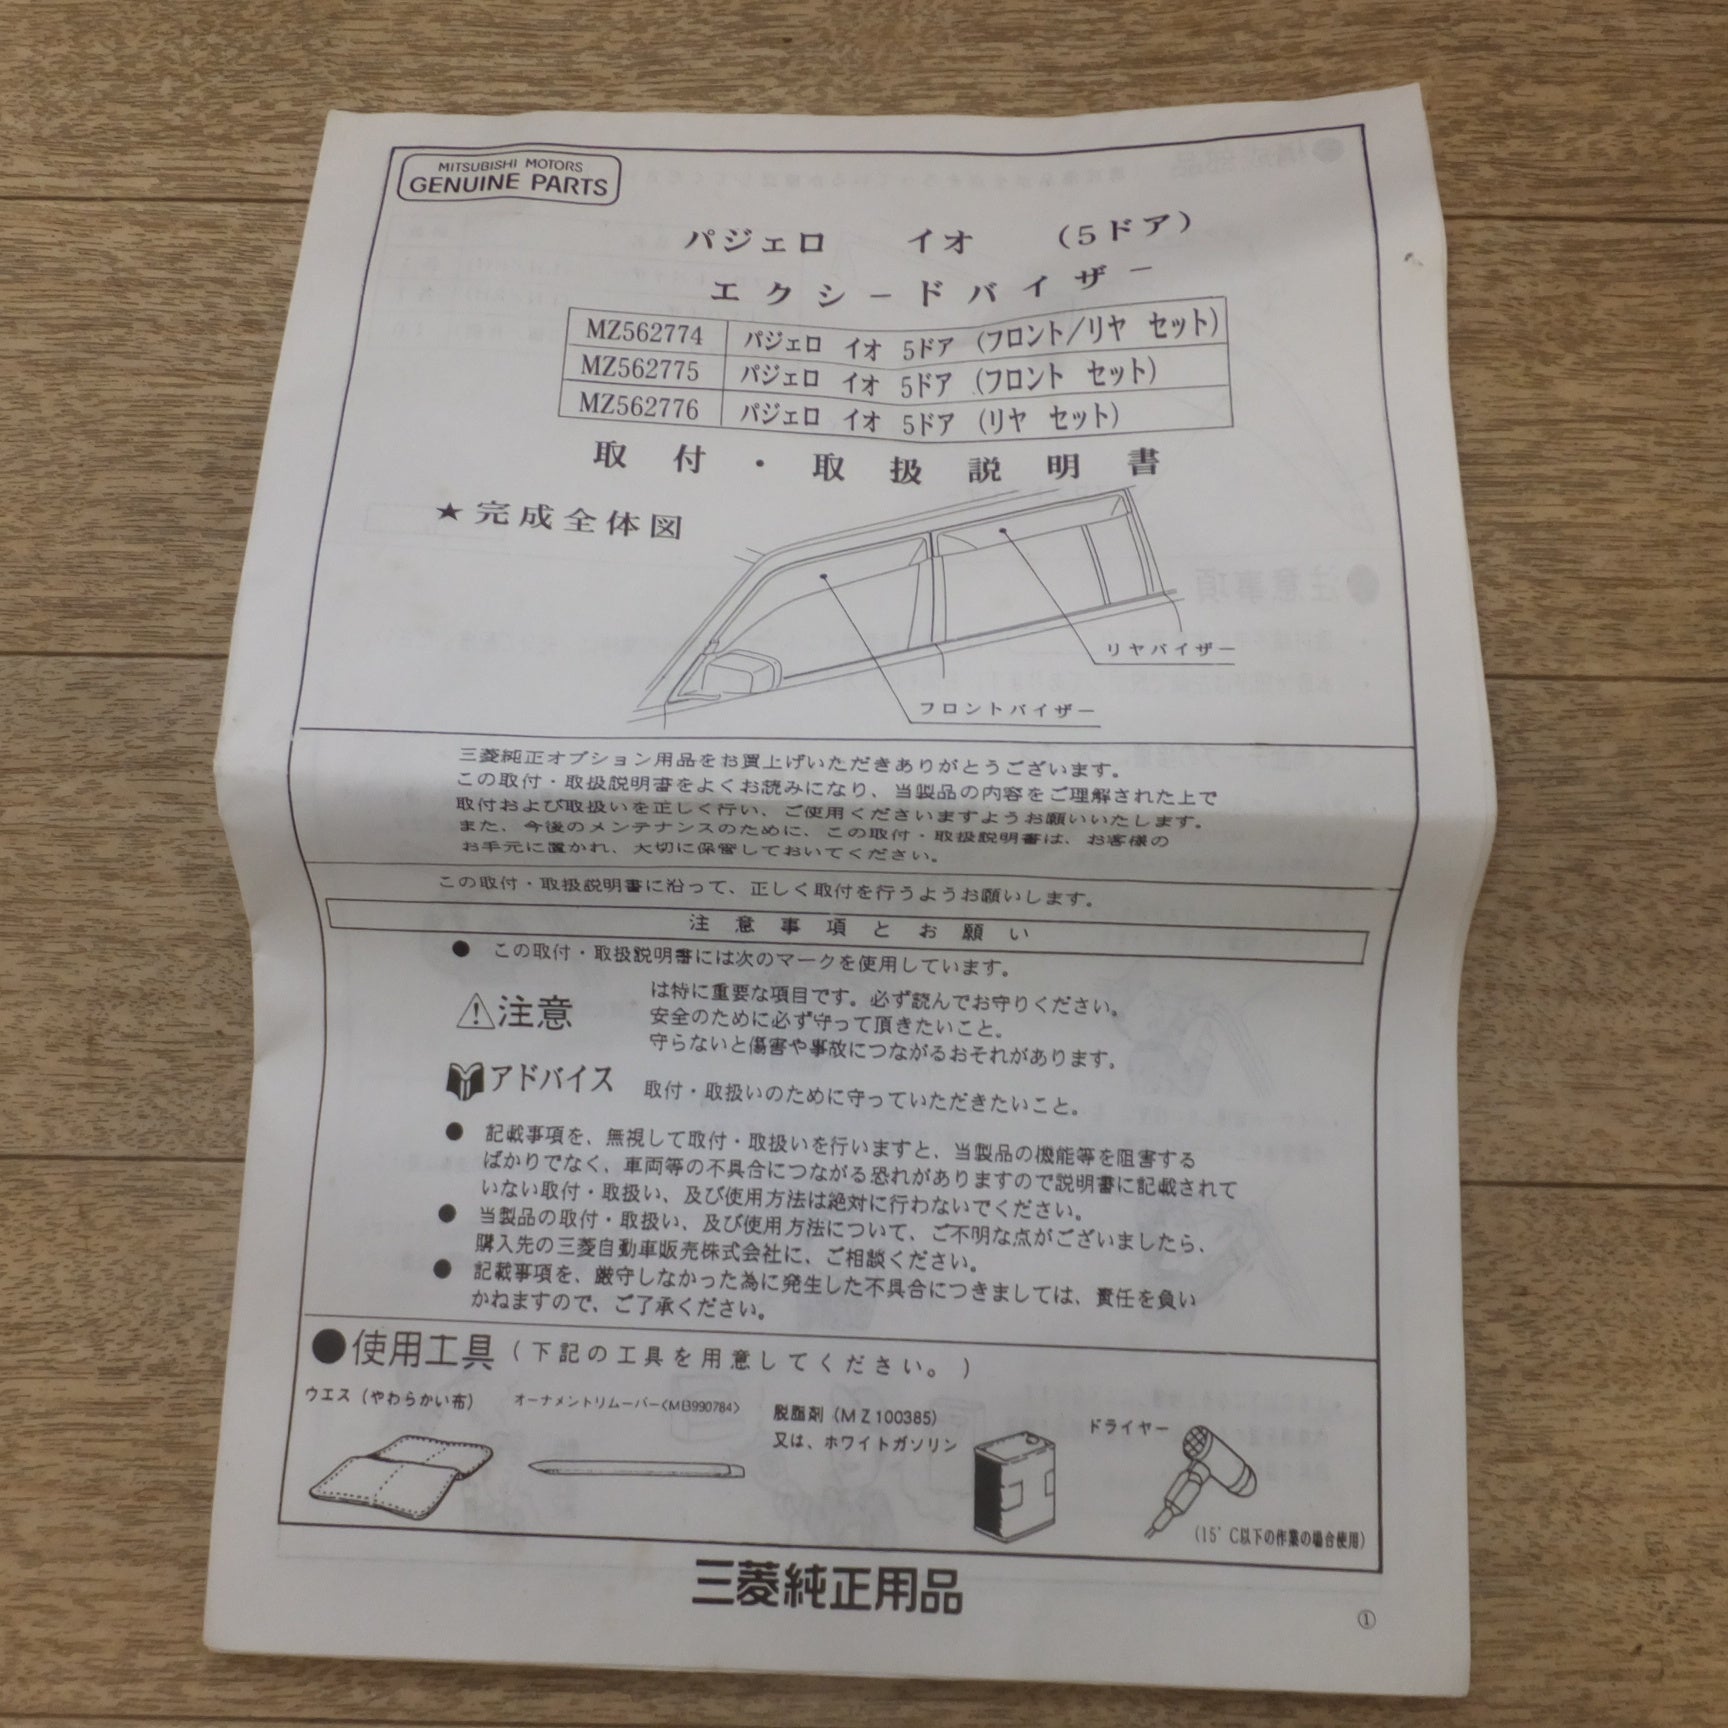 MITSUBISHI MOTORS
GENUINE PARTS
パジェロ イオ (5ドア)
エクシードバイザー
MZ562774 パジェロ イオ 5ドア (フロント/リヤ セット)
MZ562775 パジェロ イオ 5ドア (フロント セット)
MZ562776 パジェロ イオ 5ドア (リヤ セット)
取付・取扱説明書
★完成全体図
リヤバイザー
フロントバイザー
三菱純正オプション用品をお買上げいただきありがとうございます。
この取付・取扱説明書をよくお読みになり、当製品の内容をご理解された上で
取付および取扱いを正しく行い、ご使用くださいますようお願いいたします。
また、今後のメンテナンスのために、この取付・取扱説明書は、お客様の
お手元に置かれ、大切に保管しておいてください。
この取付・取扱説明書に沿って、正しく取付を行うようお願いします。
注意事項とお願い
● この取付・取扱説明書には次のマークを使用しています。
⚠注意 は特に重要な項目です。必ず読んでお守りください。
安全のために必ず守って頂きたいこと。
守らないと傷害や事故につながるおそれがあります。
アドバイス 取付・取扱いのために守っていただきたいこと。
● 記載事項を、無視して取付・取扱いを行いますと、当製品の機能等を阻害する
ばかりでなく、車両等の不具合につながる恐れがありますので説明書に記載されて
いない取付・取扱い、及び使用方法は絶対に行わないでください。
● 当製品の取付・取扱い、及び使用方法について、ご不明な点がございましたら、
購入先の三菱自動車販売株式会社に、ご相談ください。
● 記載事項を、厳守しなかった為に発生した不具合につきましては、責任を負い
かねますので、ご了承ください。
●使用工具 (下記の工具を用意してください。)
ウエス (やわらかい布)
オーナメントリムーバー<MB990784>
脱脂剤 (MZ100385)
又は、ホワイトガソリン
ドライヤー
(15°C以下の作業の場合使用)
三菱純正用品
①